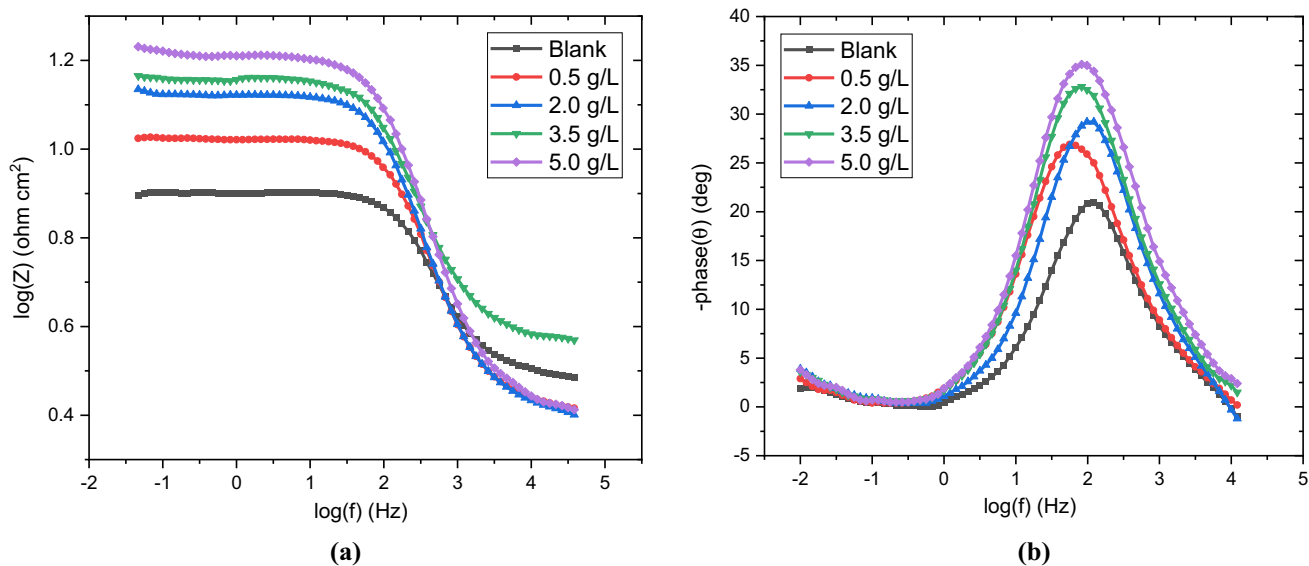 1.2
1.0
0.8
0.6
0.4
log(Z) (ohm cm²)
Blank
0.5 g/L
2.0 g/L
3.5 g/L
5.0 g/L
-2 -1 0 1 2 3 4 5
log(f) (Hz)
(a)
40
35
30
25
20
15
10
5
0
-5
-phase(θ) (deg)
Blank
0.5 g/L
2.0 g/L
3.5 g/L
5.0 g/L
-2 -1 0 1 2 3 4 5
log(f) (Hz)
(b)